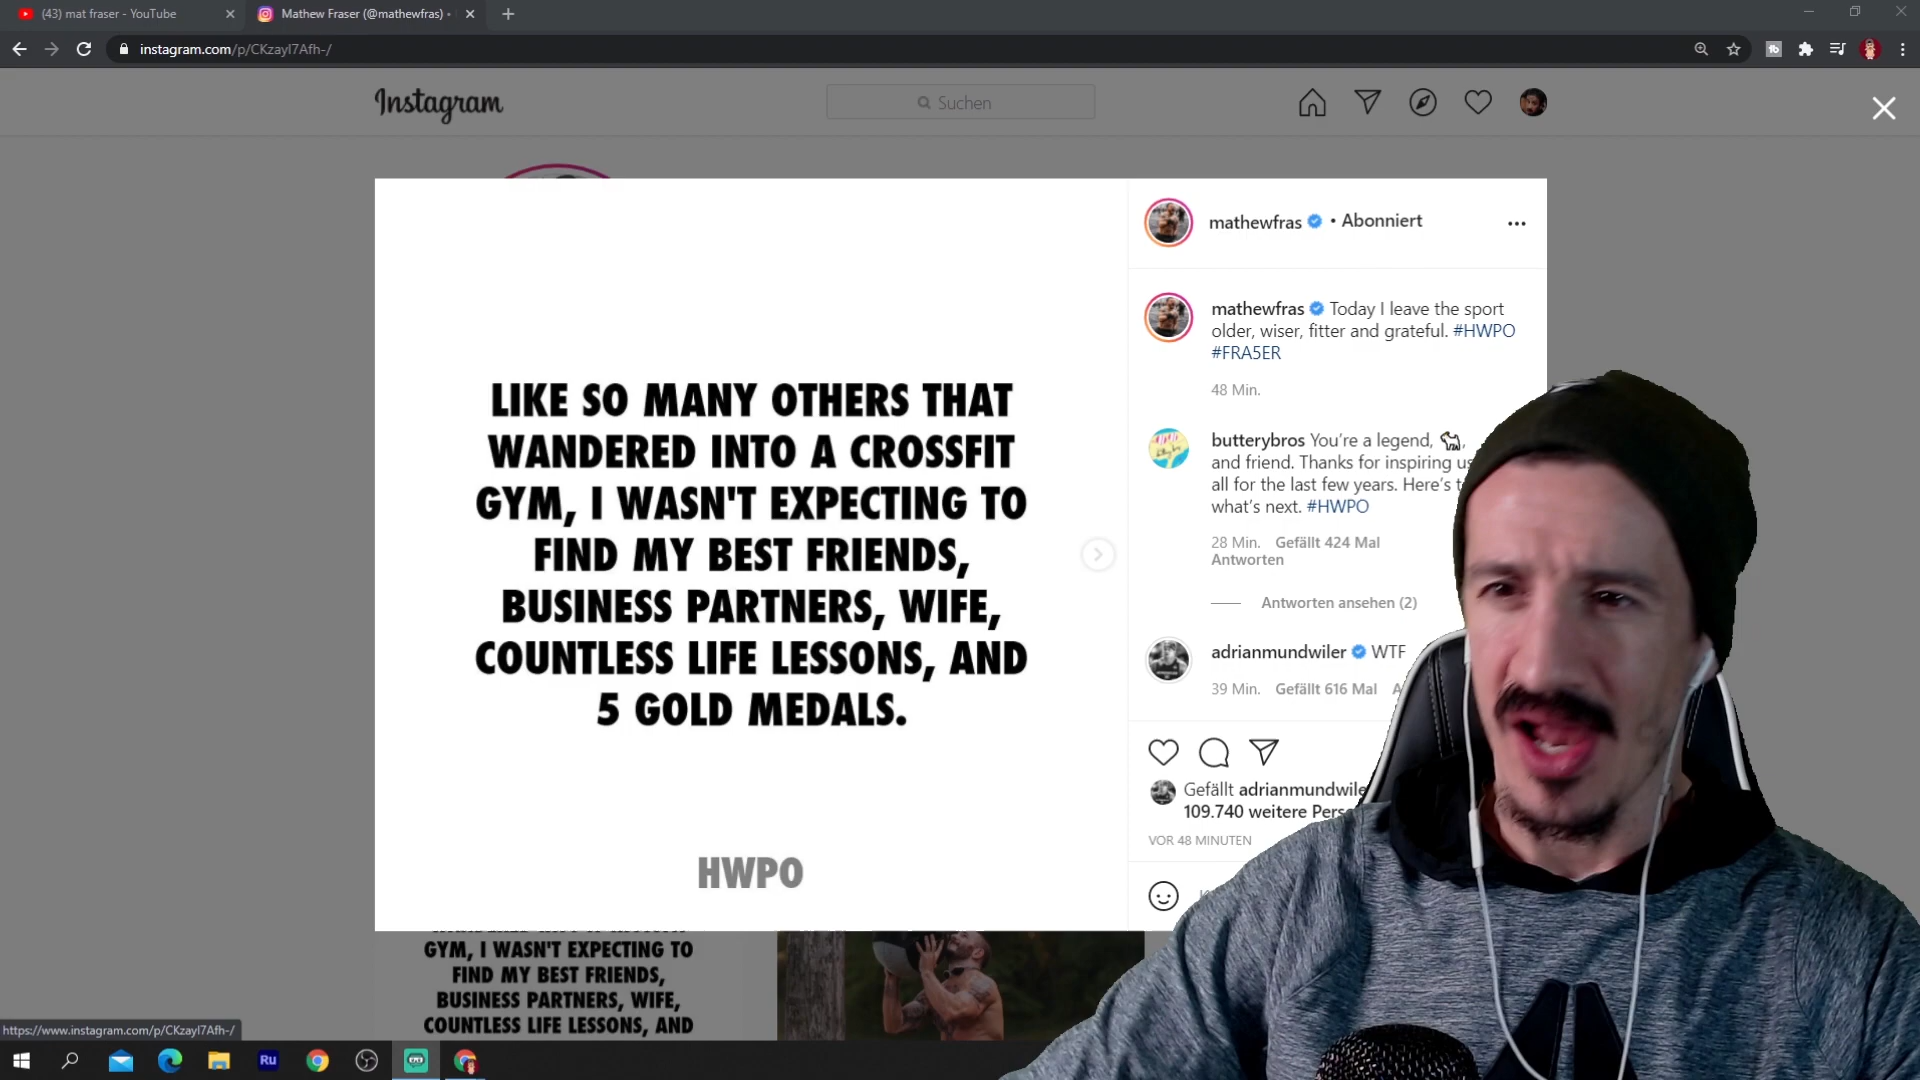 (43) mat fraser - YouTube
Mathew Fraser (@mathewfras) •
instagram.com/p/CKzayI7Afh-/
Instagram
Suchen
LIKE SO MANY OTHERS THAT
WANDERED INTO A CROSSFIT
GYM, I WASN'T EXPECTING TO
FIND MY BEST FRIENDS,
BUSINESS PARTNERS, WIFE,
COUNTLESS LIFE LESSONS, AND
5 GOLD MEDALS.
HWPO
mathewfras • Abonniert
mathewfras Today I leave the sport
older, wiser, fitter and grateful. #HWPO
#FRA5ER
48 Min.
butterybros You're a legend, 🐐,
and friend. Thanks for inspiring us
all for the last few years. Here's
what's next. #HWPO
28 Min. Gefällt 424 Mal
Antworten
Antworten ansehen (2)
adrianmundwiler WTF
39 Min. Gefällt 616 Mal
Gefällt
109.740 weitere
VOR 48 MINUTEN
GYM, I WASN'T EXPECTING TO
FIND MY BEST FRIENDS,
BUSINESS PARTNERS, WIFE,
COUNTLESS LIFE LESSONS, AND
https://www.instagram.com/p/CKzayI7Afh-/
Ru